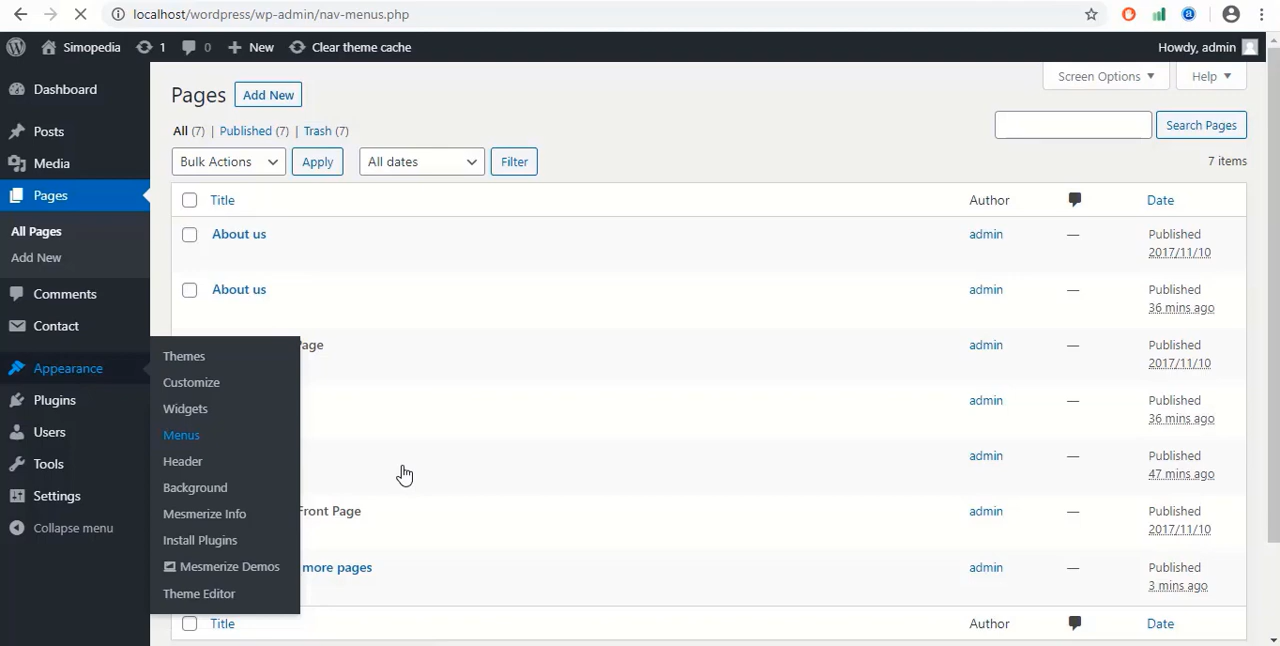 localhost/wordpress/wp-admin/nav-menus.php
Simopedia 1 0 New Clear theme cache Howdy, admin
Dashboard
Posts
Media
Pages
All Pages
Add New
Comments
Contact
Appearance
Plugins
Users
Tools
Settings
Collapse menu
Themes
Customize
Widgets
Menus
Header
Background
Mesmerize Info
Install Plugins
Mesmerize Demos
Theme Editor
Screen Options Help
Pages Add New
All (7) | Published (7) | Trash (7)
Search Pages
Bulk Actions Apply All dates Filter
7 items
Title Author Date
About us admin — Published
2017/11/10
About us admin — Published
36 mins ago
Page admin — Published
2017/11/10
admin — Published
36 mins ago
admin — Published
47 mins ago
Front Page admin — Published
2017/11/10
more pages admin — Published
3 mins ago
Title Author Date